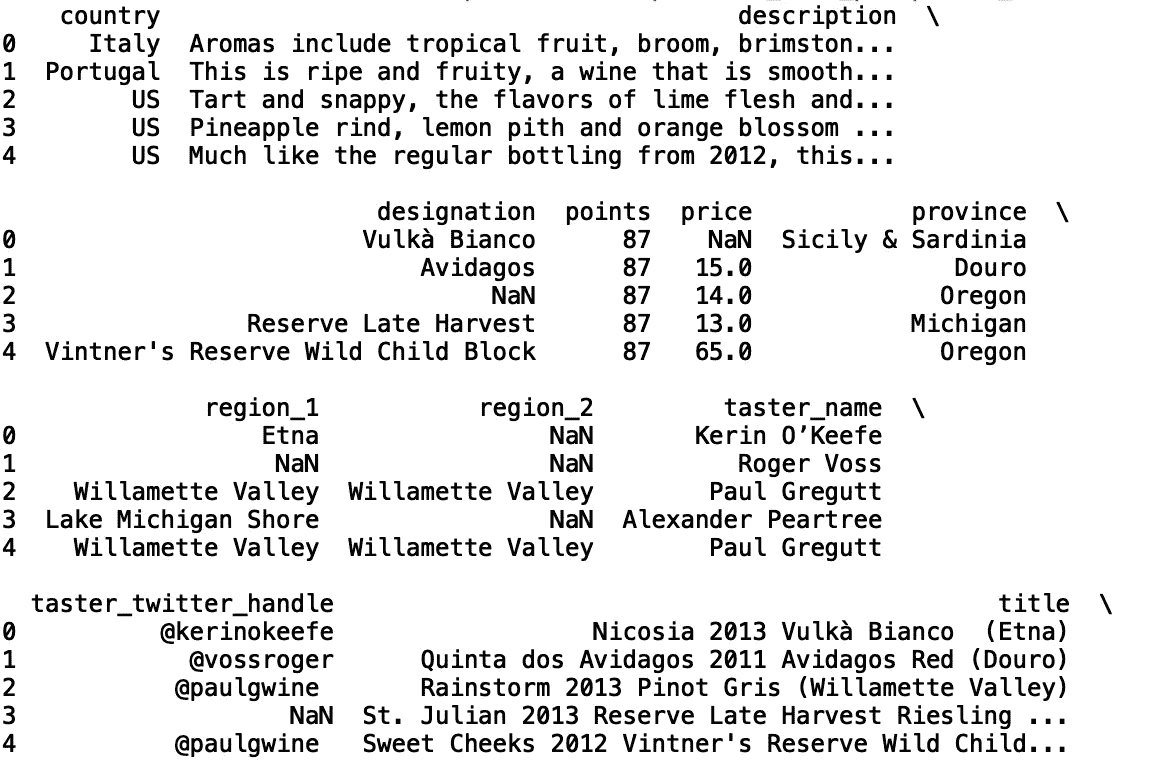 country description \
0 Italy Aromas include tropical fruit, broom, brimston...
1 Portugal This is ripe and fruity, a wine that is smooth...
2 US Tart and snappy, the flavors of lime flesh and...
3 US Pineapple rind, lemon pith and orange blossom ...
4 US Much like the regular bottling from 2012, this...
designation points price province \
0 Vulkà Bianco 87 NaN Sicily & Sardinia
1 Avidagos 87 15.0 Douro
2 NaN 87 14.0 Oregon
3 Reserve Late Harvest 87 13.0 Michigan
4 Vintner's Reserve Wild Child Block 87 65.0 Oregon
region_1 region_2 taster_name \
0 Etna NaN Kerin O’Keefe
1 NaN NaN Roger Voss
2 Willamette Valley Willamette Valley Paul Gregutt
3 Lake Michigan Shore NaN Alexander Peartree
4 Willamette Valley Willamette Valley Paul Gregutt
taster_twitter_handle title \
0 @kerinokeefe Nicosia 2013 Vulkà Bianco (Etna)
1 @vossroger Quinta dos Avidagos 2011 Avidagos Red (Douro)
2 @paulgwine Rainstorm 2013 Pinot Gris (Willamette Valley)
3 NaN St. Julian 2013 Reserve Late Harvest Riesling ...
4 @paulgwine Sweet Cheeks 2012 Vintner's Reserve Wild Child...